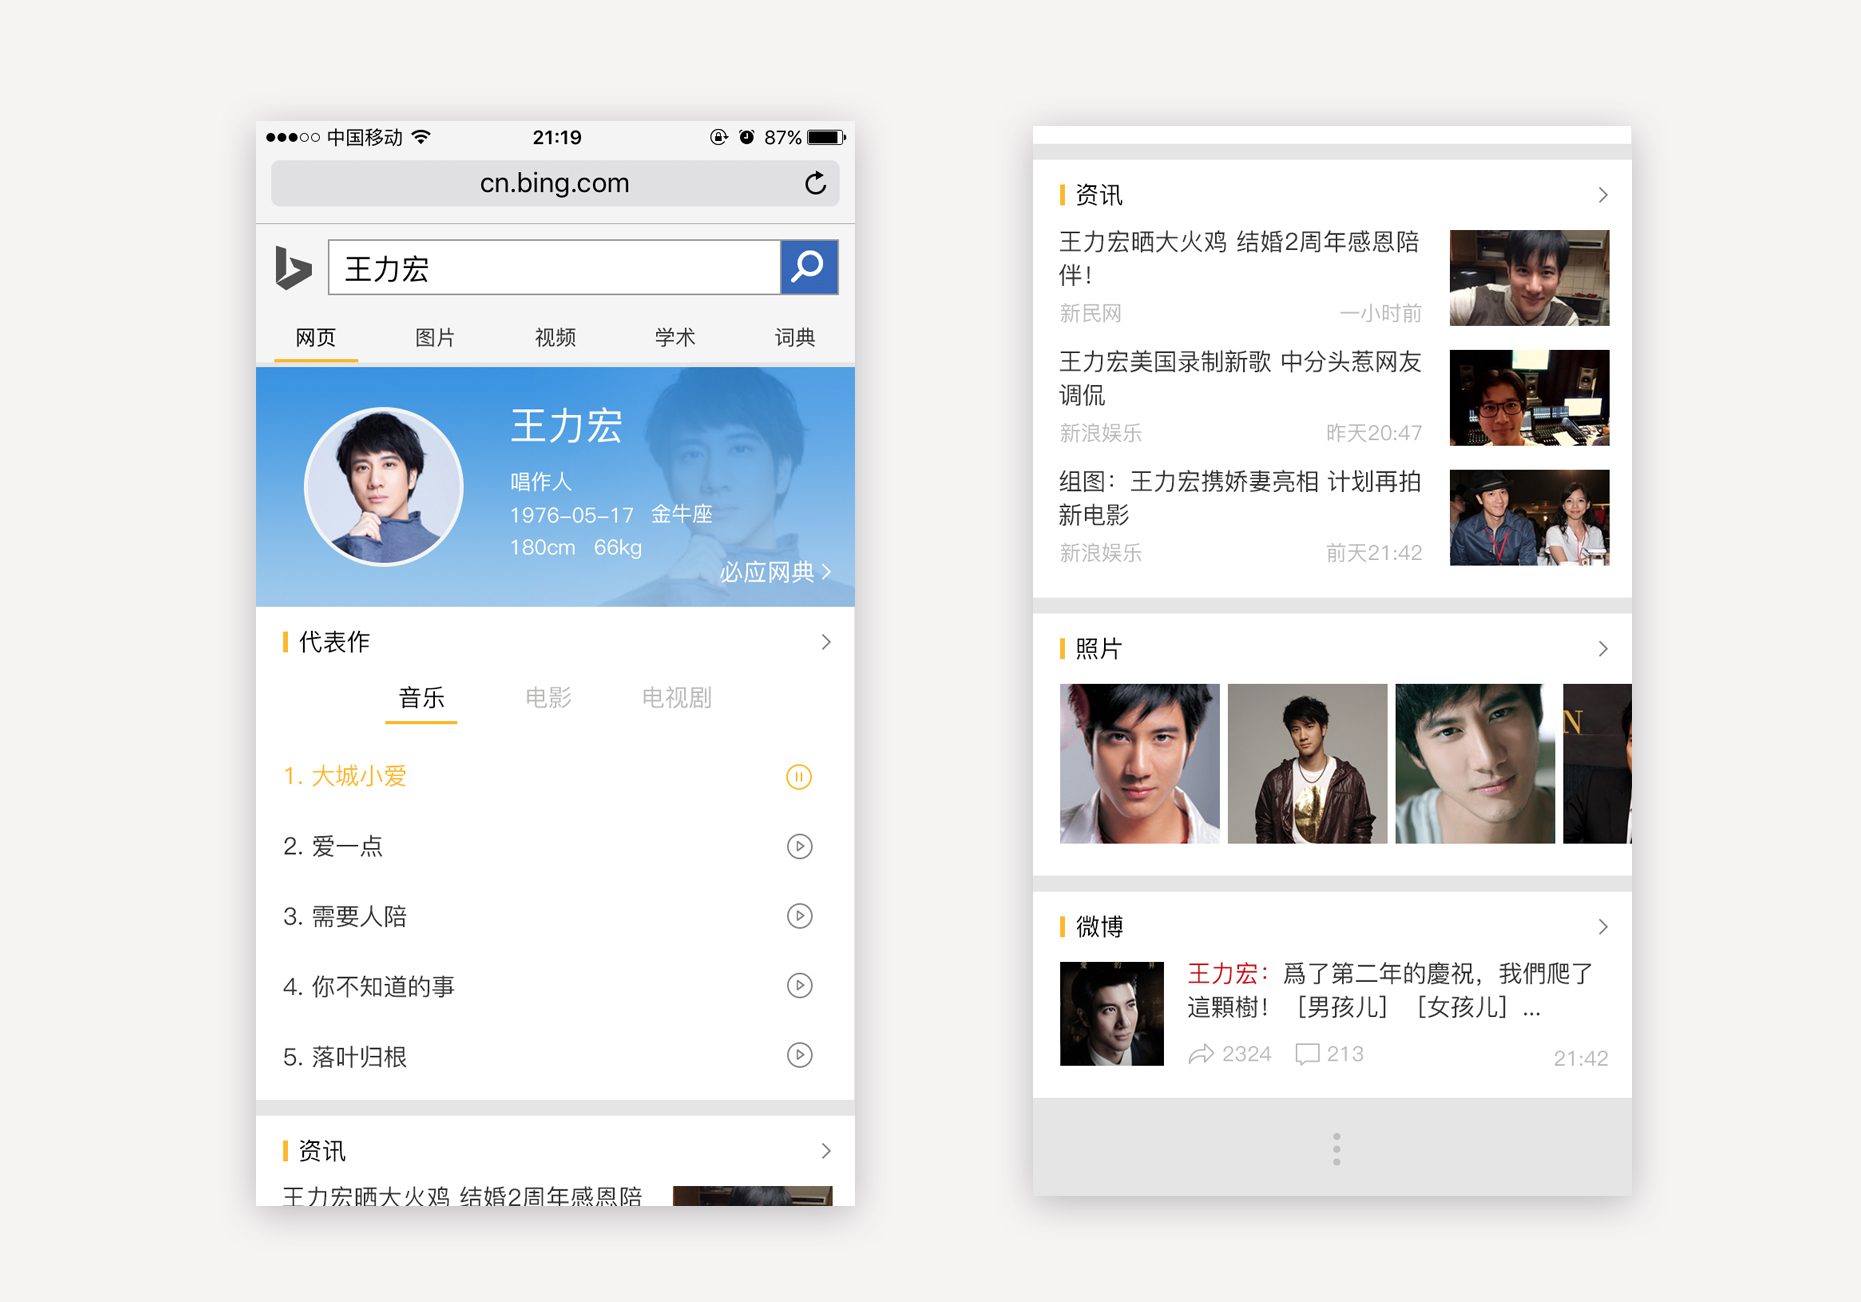 中国移动
21:19
87%
cn.bing.com
王力宏
网页 图片 视频 学术 词典
王力宏
唱作人
1976-05-17 金牛座
180cm 66kg
必应网典
代表作
音乐 电影 电视剧
1. 大城小爱
2. 爱一点
3. 需要人陪
4. 你不知道的事
5. 落叶归根
资讯
王力宏晒大火鸡 结婚2周年感恩陪
资讯
王力宏晒大火鸡 结婚2周年感恩陪
伴！
新民网 一小时前
王力宏美国录制新歌 中分头惹网友
调侃
新浪娱乐 昨天20:47
组图：王力宏携娇妻亮相 计划再拍
新电影
新浪娱乐 前天21:42
照片
N
微博
王力宏：爲了第二年的慶祝，我們爬了
這顆樹！［男孩儿］［女孩儿］...
2324 213 21:42